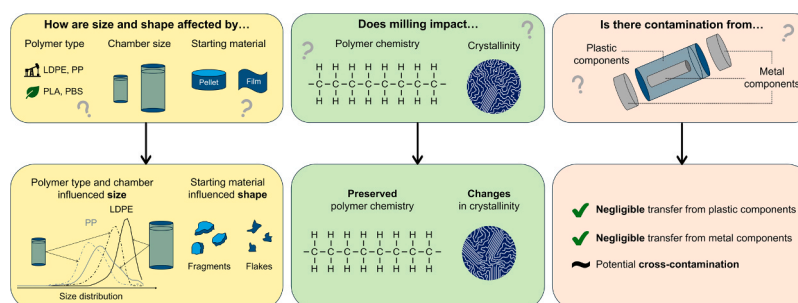 How are size and shape affected by…
Polymer type
Chamber size
Starting material
LDPE, PP
PLA, PBS
Pellet
Film
?
?
Does milling impact…
?
Polymer chemistry
Crystallinity
H H H H H H H H
–C–C–C–C–C–C–C–C–
H H H H H H H H
?
Is there contamination from…
?
Plastic
components
?
Metal
components
Polymer type and chamber
influenced size
LDPE
PP
Size distribution
Starting material
influenced shape
Fragments
Flakes
Preserved
polymer chemistry
Changes
in crystallinity
H H H H H H H H
–C–C–C–C–C–C–C–C–
H H H H H H H H
Negligible transfer from plastic components
Negligible transfer from metal components
Potential cross-contamination